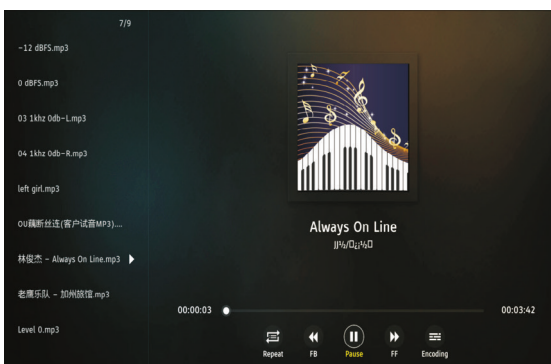 7/9
-12 dBFS.mp3
0 dBFS.mp3
03 1khz 0db-L.mp3
04 1khz 0db-R.mp3
left girl.mp3
OU藕断丝连(客户试音MP3)....
林俊杰 - Always On Line.mp3
老鹰乐队 - 加州旅馆.mp3
Level 0.mp3
Always On Line
00:00:03
00:03:42
Repeat
FB
Pause
FF
Encoding